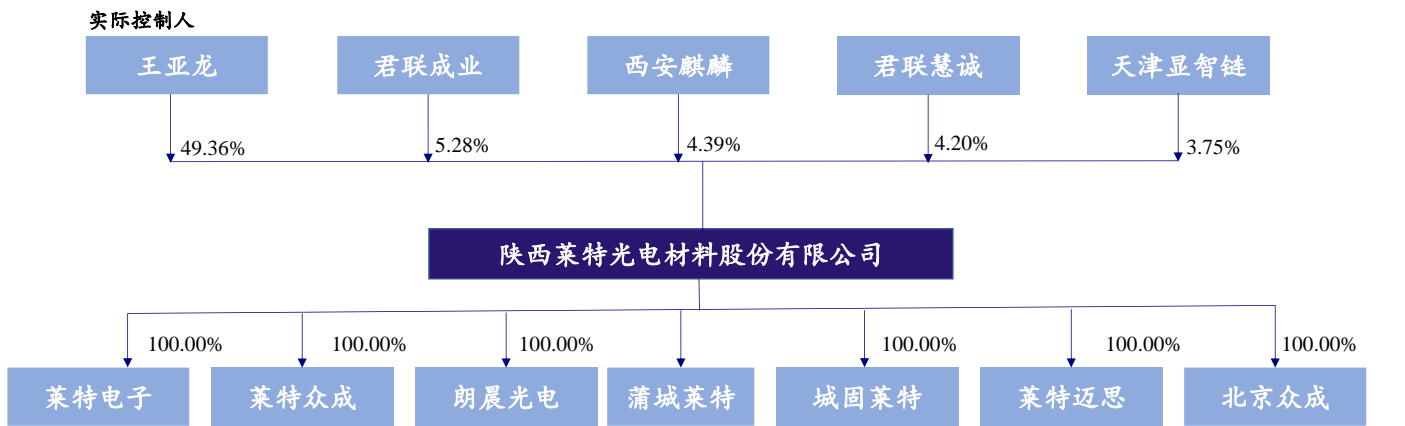 实际控制人
王亚龙
君联成业
西安麒麟
君联慧诚
天津显智链
49.36%
5.28%
4.39%
4.20%
3.75%
陕西莱特光电材料股份有限公司
100.00%
100.00%
100.00%
100.00%
100.00%
100.00%
莱特电子
莱特众成
朗晨光电
蒲城莱特
城固莱特
莱特迈思
北京众成